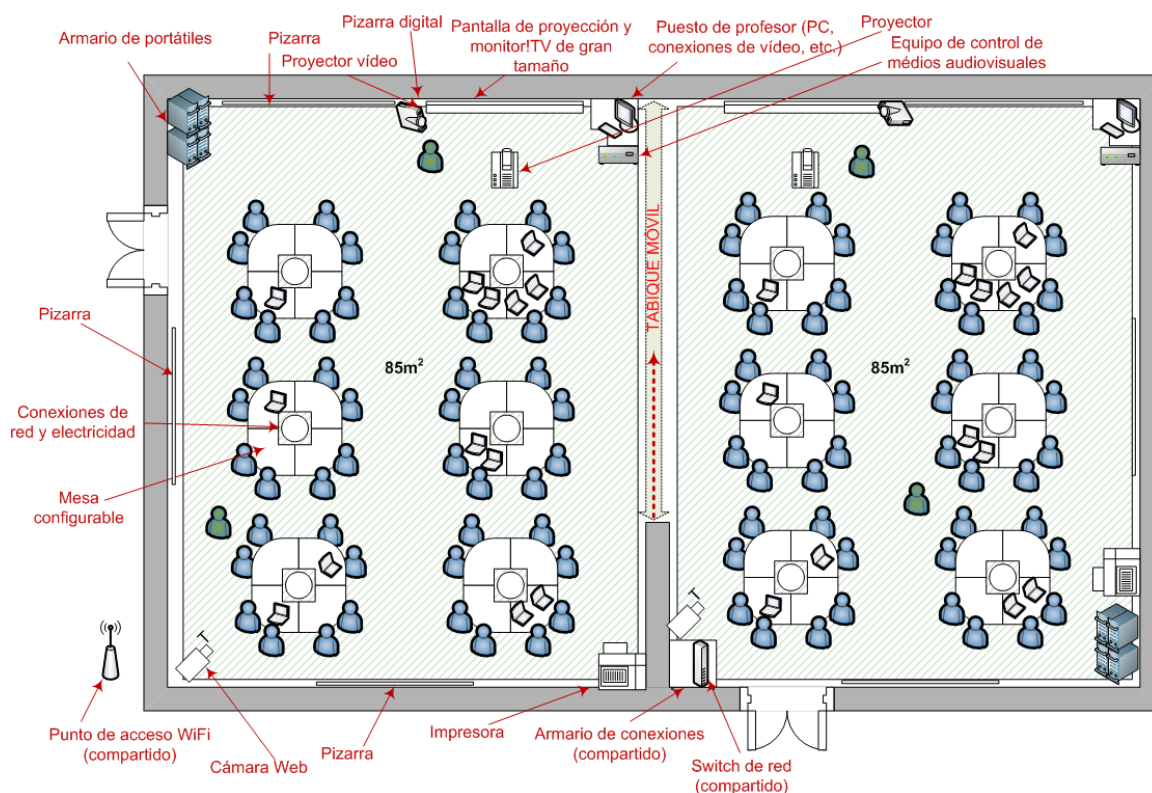 Armario de portátiles
Pizarra
Pizarra digital
Proyector vídeo
Pantalla de proyección y
monitor!TV de gran
tamaño
Puesto de profesor (PC,
conexiones de vídeo, etc.)
Proyector
Equipo de control de
médios audiovisuales
TABIQUE MÓVIL
Pizarra
85m²
85m²
Conexiones de
red y electricidad
Mesa
configurable
Punto de acceso WiFi
(compartido)
Cámara Web
Pizarra
Impresora
Armario de conexiones
(compartido)
Switch de red
(compartido)